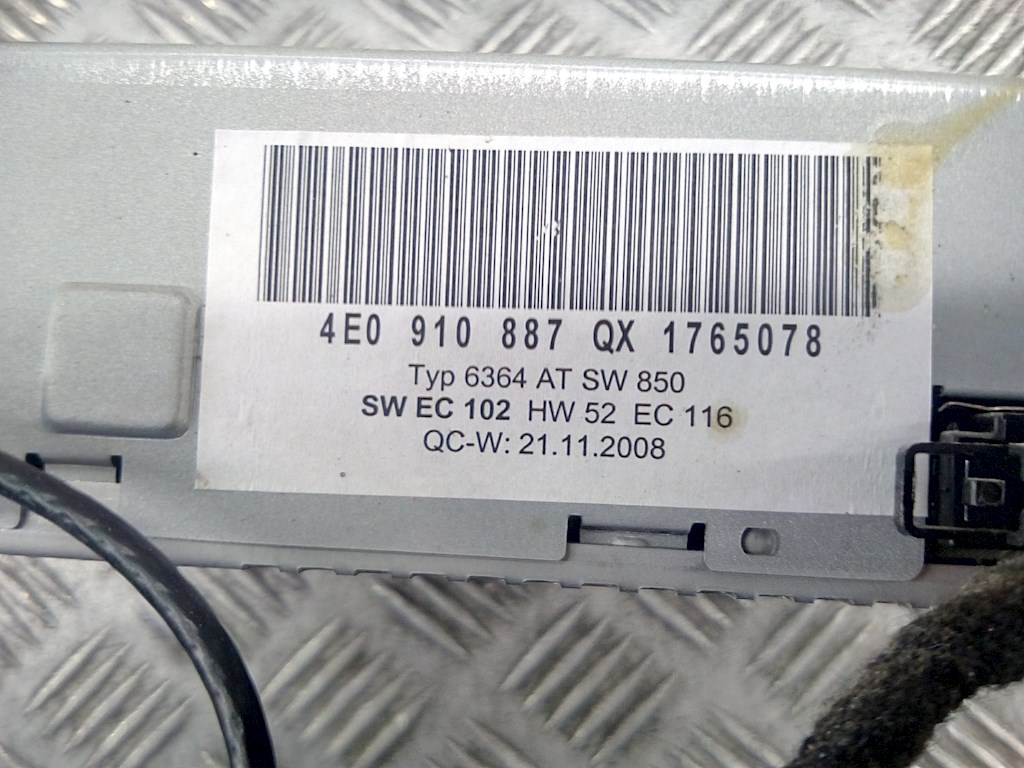 4E0 910 887 QX 1765078
Typ 6364 AT SW 850
SW EC 102 HW 52 EC 116
QC-W: 21.11.2008